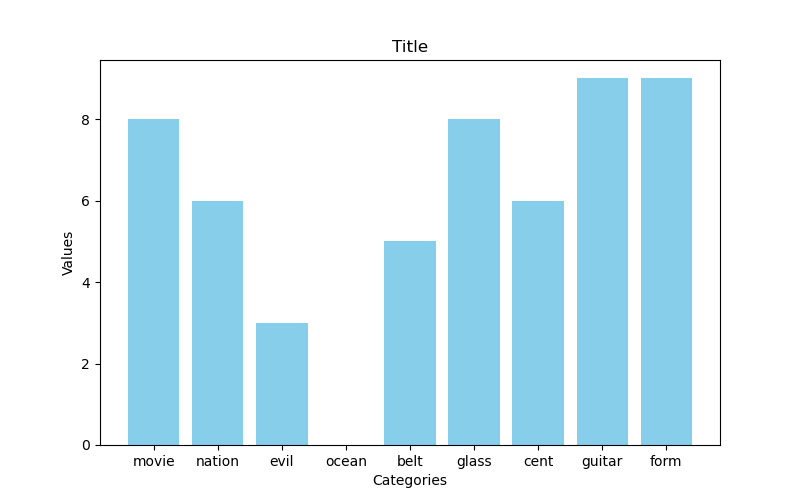 Title
Values
8
6
4
2
0
movie nation evil ocean belt glass cent guitar form
Categories